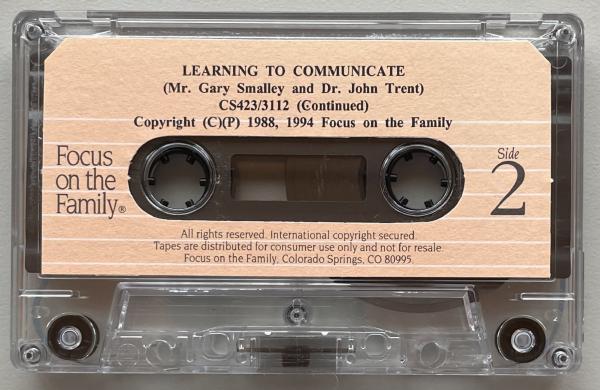 LEARNING TO COMMUNICATE
(Mr. Gary Smalley and Dr. John Trent)
CS423/3112 (Continued)
Copyright (C)(P) 1988, 1994 Focus on the Family
Focus
on the
Family®
Side
2
All rights reserved. International copyright secured.
Tapes are distributed for consumer use only and not for resale.
Focus on the Family, Colorado Springs, CO 80995